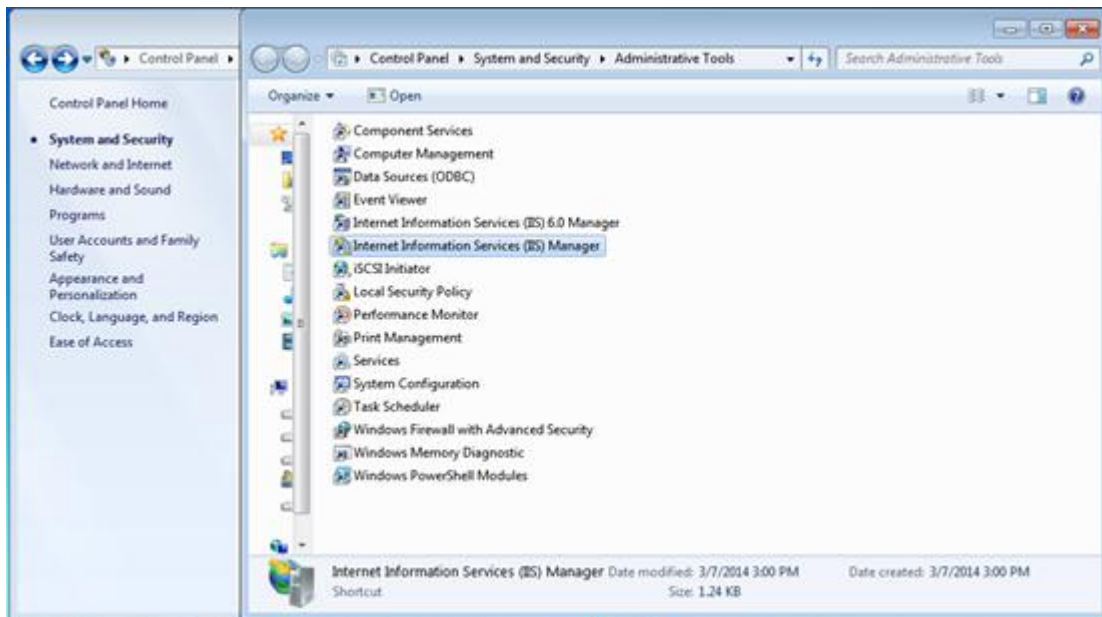 Control Panel
Control Panel Home
System and Security
Network and Internet
Hardware and Sound
Programs
User Accounts and Family
Safety
Appearance and
Personalization
Clock, Language, and Region
Ease of Access
Control Panel System and Security Administrative Tools
Search Administrative Tools
Organize Open
Component Services
Computer Management
Data Sources (ODBC)
Event Viewer
Internet Information Services (IIS) 6.0 Manager
Internet Information Services (IIS) Manager
iSCSI Initiator
Local Security Policy
Performance Monitor
Print Management
Services
System Configuration
Task Scheduler
Windows Firewall with Advanced Security
Windows Memory Diagnostic
Windows PowerShell Modules
Internet Information Services (IIS) Manager Date modified: 3/7/2014 3:00 PM Date created: 3/7/2014 3:00 PM
Shortcut Size: 1.24 KB